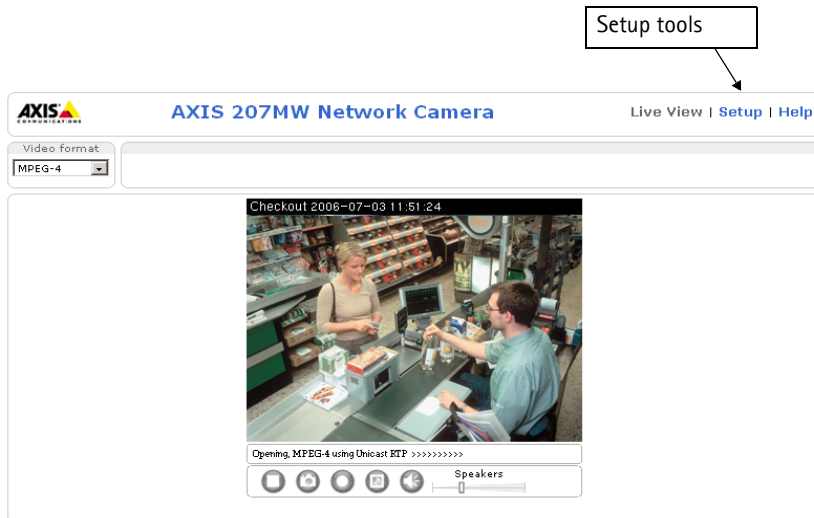 Setup tools
AXIS
COMMUNICATIONS
AXIS 207MW Network Camera
Live View | Setup | Help
Video format
MPEG-4
Checkout 2006-07-03 11:51:24
Opening, MPEG-4 using Unicast RTP >>>>>>>>>>
Speakers